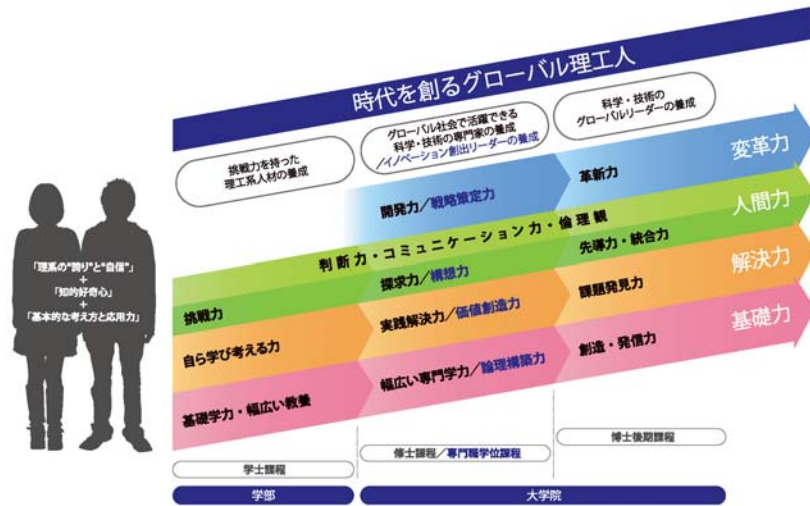 時代を創るグローバル理工人
挑戦力を持った
理工系人材の養成
グローバル社会で活躍できる
科学・技術の専門家の養成
/イノベーション創出リーダーの養成
科学・技術の
グローバルリーダーの養成
開発力/戦略策定力
革新力
変革力
判断力・コミュニケーション力・倫理観
人間力
挑戦力
探求力/構想力
先導力・統合力
自ら学び考える力
実践解決力/価値創造力
課題発見力
解決力
基礎学力・幅広い教養
幅広い専門学力/論理構築力
創造・発信力
基礎力
「理系の“誇り”と“自信”」
+
「知的好奇心」
+
「基本的な考え方と応用力」
学士課程
修士課程/専門職学位課程
博士後期課程
学部
大学院